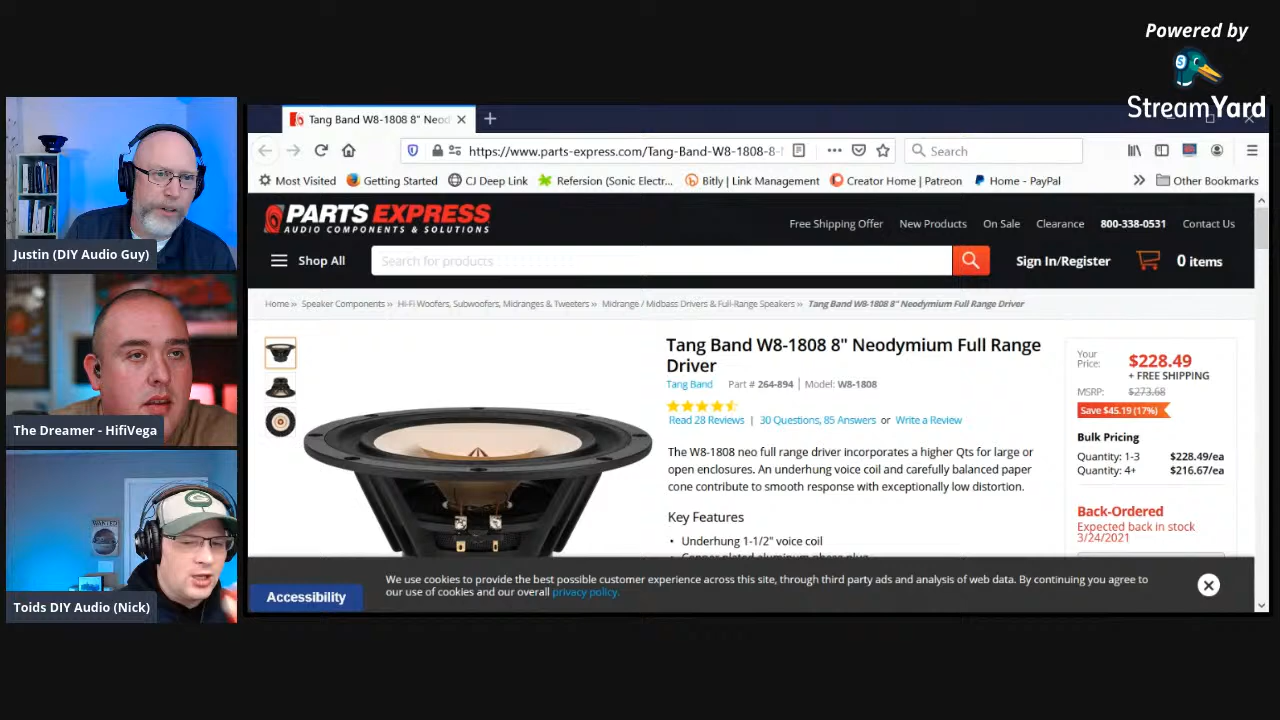 Powered by
StreamYard
Justin (DIY Audio Guy)
The Dreamer - HifiVega
WANTED
Toids DIY Audio (Nick)
Tang Band W8-1808 8" Neod
https://www.parts-express.com/Tang-Band-W8-1808-8-
Search
Most Visited
Getting Started
CJ Deep Link
Refersion (Sonic Electr...
Bitly | Link Management
Creator Home | Patreon
Home - PayPal
Other Bookmarks
PARTS EXPRESS
AUDIO COMPONENTS & SOLUTIONS
Free Shipping Offer
New Products
On Sale
Clearance
800-338-0531
Contact Us
Shop All
Search for products
Sign In/Register
0 items
Home » Speaker Components » Hi-Fi Woofers, Subwoofers, Midranges & Tweeters » Midrange / Midbass Drivers & Full-Range Speakers » Tang Band W8-1808 8" Neodymium Full Range Driver
Tang Band W8-1808 8" Neodymium Full Range
Driver
Tang Band Part # 264-894 | Model: W8-1808
Read 28 Reviews | 30 Questions, 85 Answers or Write a Review
The W8-1808 neo full range driver incorporates a higher Qts for large or
open enclosures. An underhung voice coil and carefully balanced paper
cone contribute to smooth response with exceptionally low distortion.
Key Features
• Underhung 1-1/2" voice coil
• Copper plated aluminum phase plug
Your
Price:
$228.49
+ FREE SHIPPING
MSRP: $273.68
Save $45.19 (17%)
Bulk Pricing
Quantity: 1-3 $228.49/ea
Quantity: 4+ $216.67/ea
Back-Ordered
Expected back in stock
3/24/2021
Accessibility
We use cookies to provide the best possible customer experience across this site, through third party ads and analysis of web data. By continuing you agree to
our use of cookies and our overall privacy policy.